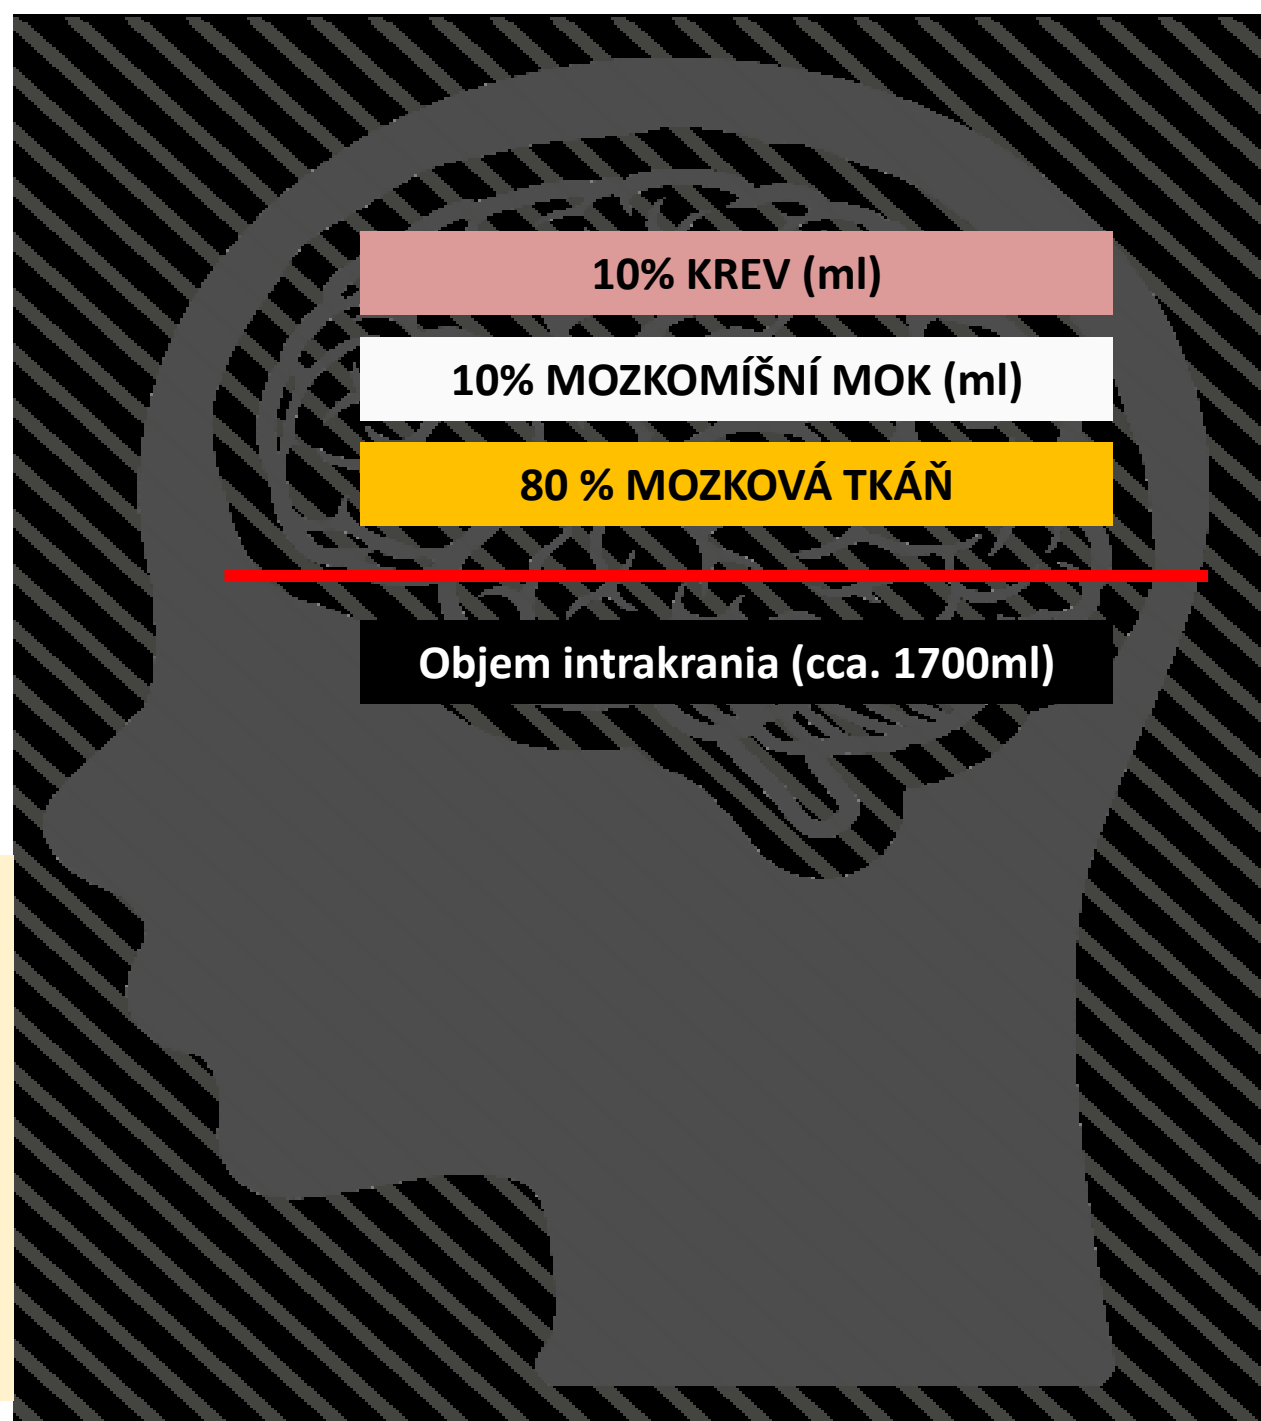 10% KREV (ml)
10% MOZKOMÍŠNÍ MOK (ml)
80 % MOZKOVÁ TKÁŇ
Objem intrakrania (cca. 1700ml)